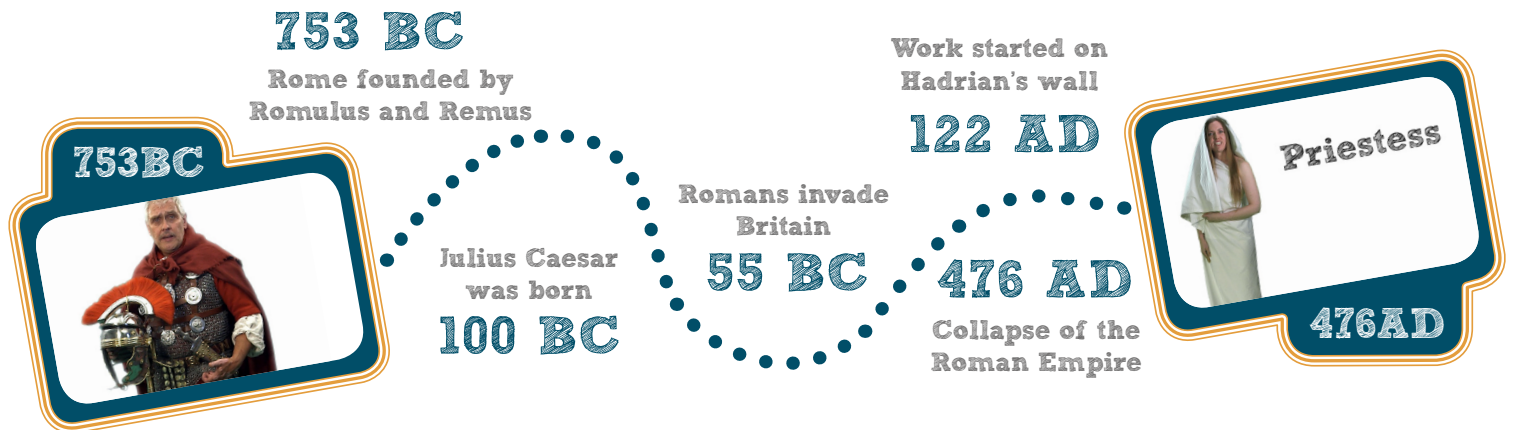 753 BC
Rome founded by
Romulus and Remus
753BC
Julius Caesar
was born
100 BC
Romans invade
Britain
55 BC
Work started on
Hadrian's wall
122 AD
476 AD
Collapse of the
Roman Empire
Priestess
476AD